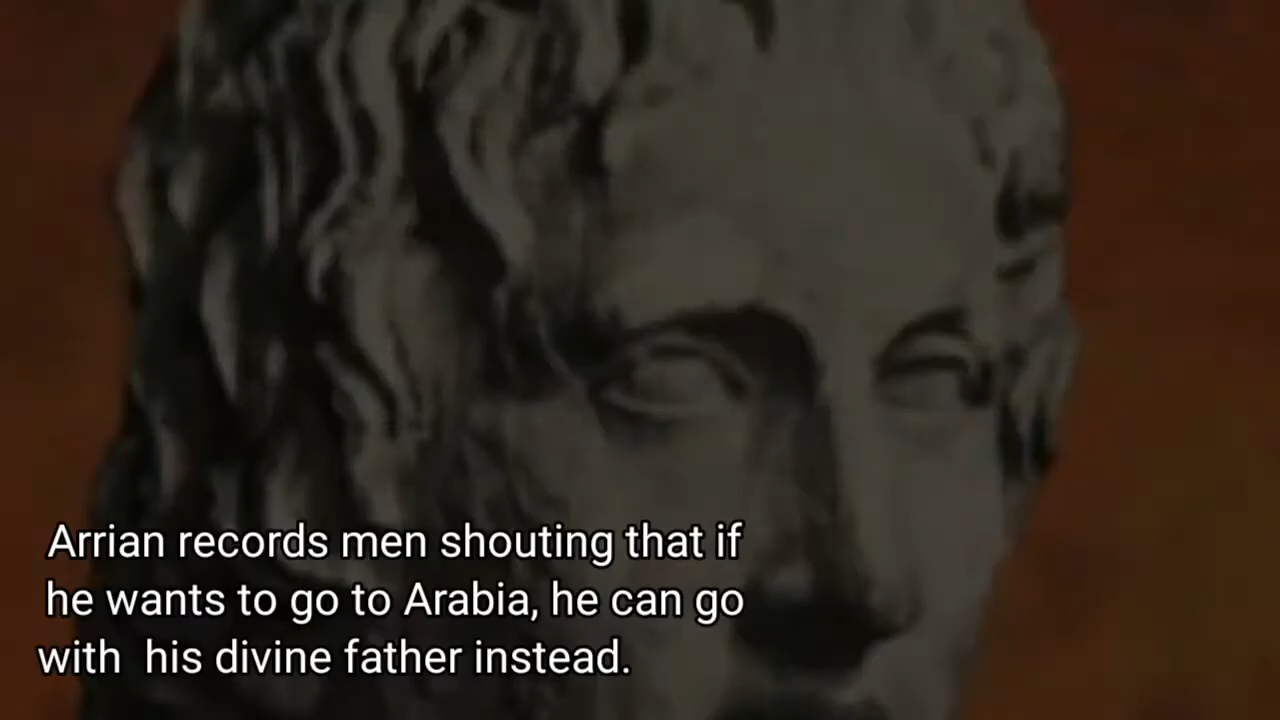 Arrian records men shouting that if
he wants to go to Arabia, he can go
with  his divine father instead.